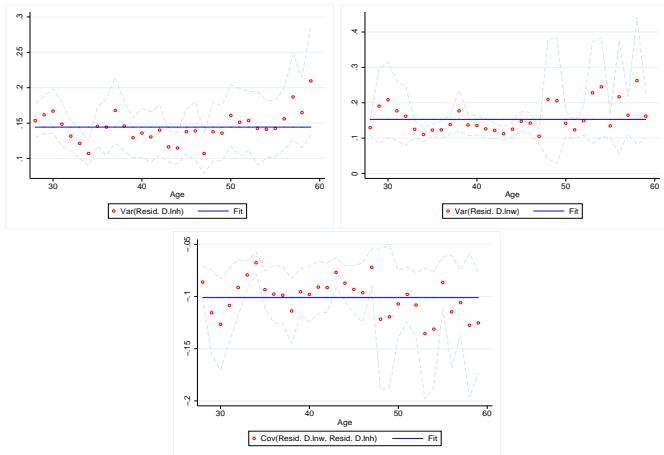 .3
.25
.2
.15
.1
30 40 50 60
Age
Var(Resid. D.lnh) Fit
.4
.3
.2
.1
0
30 40 50 60
Age
Var(Resid. D.lnw) Fit
-.05
-.1
-.15
-.2
30 40 50 60
Age
Cov(Resid. D.lnw, Resid. D.lnh) Fit